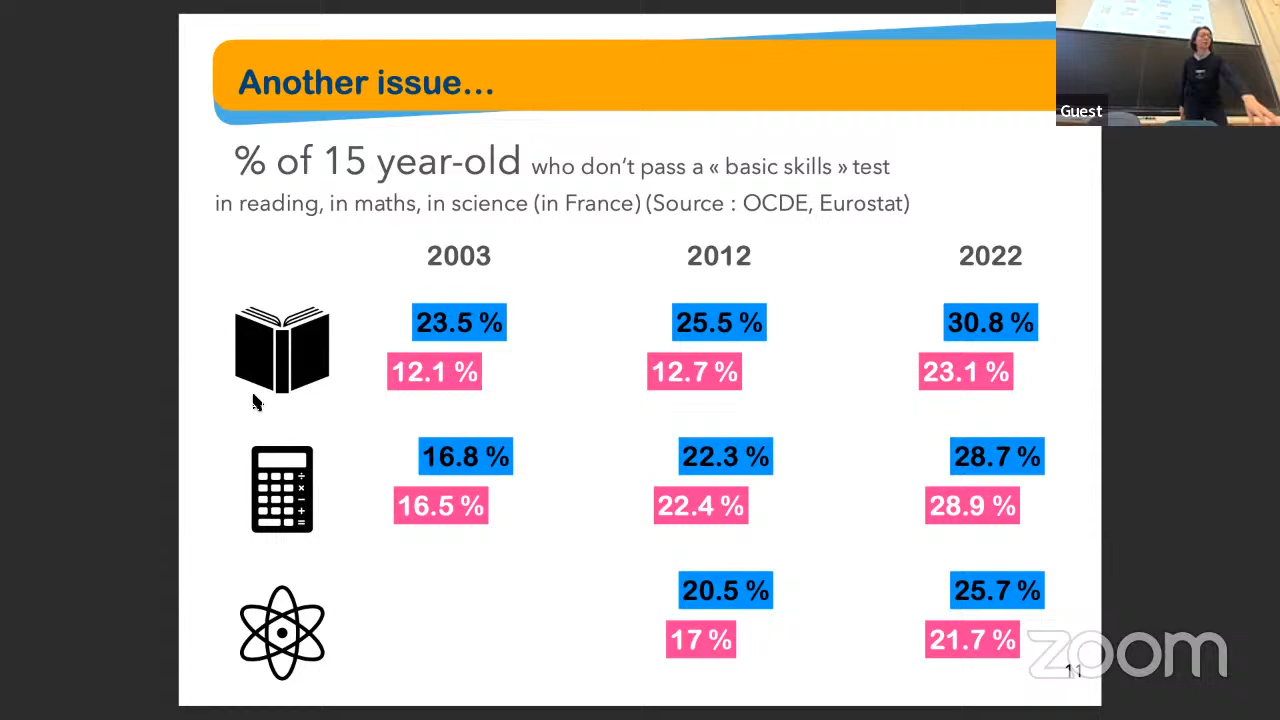 Another issue…
Guest
% of 15 year-old who don’t pass a « basic skills » test
in reading, in maths, in science (in France) (Source : OCDE, Eurostat)
2003 2012 2022
23.5 % 25.5 % 30.8 %
12.1 % 12.7 % 23.1 %
16.8 % 22.3 % 28.7 %
16.5 % 22.4 % 28.9 %
20.5 % 25.7 %
17 % 21.7 %
zoom
11